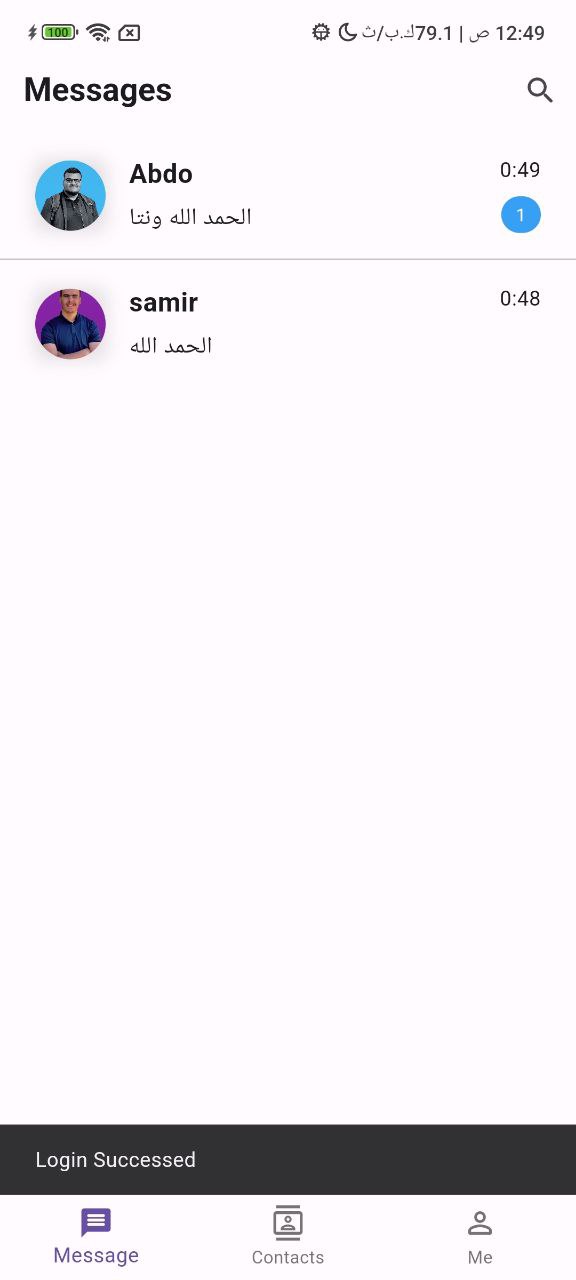 100 79.1ك.ب/ث | ص 12:49
Messages
Abdo 0:49
الحمد الله ونتا 1
samir 0:48
الحمد الله
Login Successed
Message Contacts Me